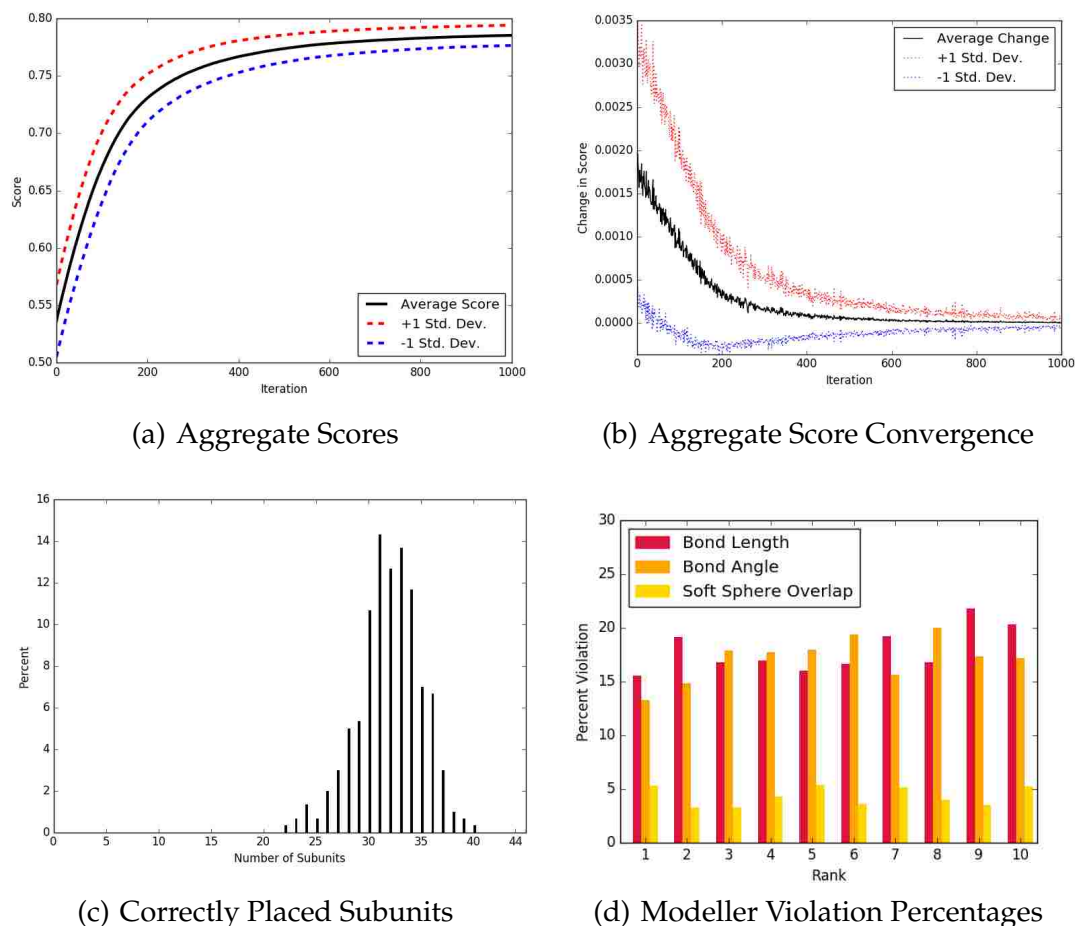 0.80
0.75
0.70
0.65
0.60
0.55
0.50
Score
Average Score
+1 Std. Dev.
-1 Std. Dev.
0 200 400 600 800 1000
Iteration
(a) Aggregate Scores
0.0035
0.0030
0.0025
0.0020
0.0015
0.0010
0.0005
0.0000
Change in Score
Average Change
+1 Std. Dev.
-1 Std. Dev.
0 200 400 600 800 1000
Iteration
(b) Aggregate Score Convergence
16
14
12
10
8
6
4
2
0
Percent
0 5 10 15 20 25 30 35 40 44
Number of Subunits
(c) Correctly Placed Subunits
30
25
20
15
10
5
0
Percent Violation
Bond Length
Bond Angle
Soft Sphere Overlap
1 2 3 4 5 6 7 8 9 10
Rank
(d) Modeller Violation Percentages